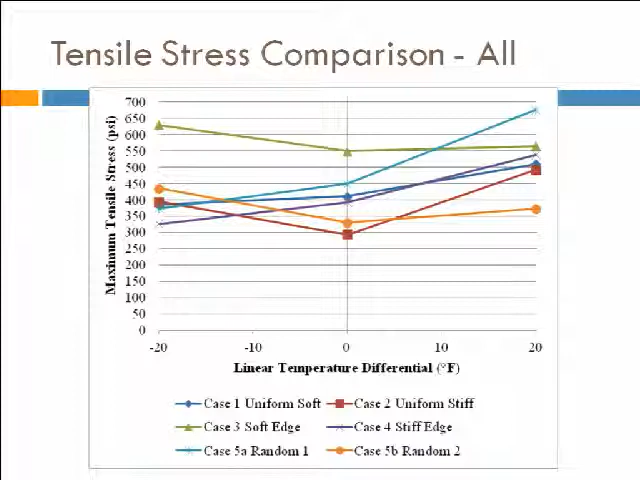 Tensile Stress Comparison - All
700
650
600
550
500
450
400
350
300
250
200
150
100
50
0
Maximum Tensile Stress (psi)
-20 -10 0 10 20
Linear Temperature Differential (°F)
Case 1 Uniform Soft Case 2 Uniform Stiff
Case 3 Soft Edge Case 4 Stiff Edge
Case 5a Random 1 Case 5b Random 2